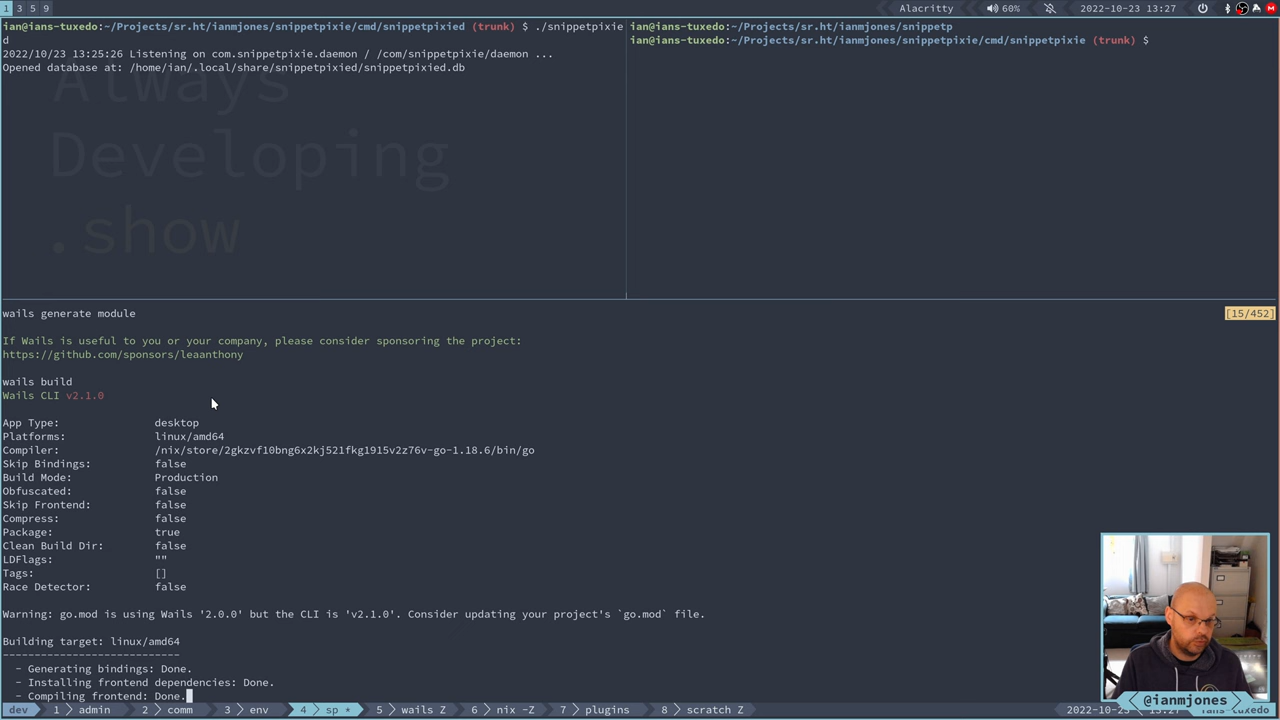 1 3 5 9
Alacritty
60%
2022-10-23 13:27
ian@ians-tuxedo:~/Projects/sr.ht/ianmjones/snippetpixie/cmd/snippetpixied (trunk) $ ./snippetpixie
d
2022/10/23 13:25:26 Listening on com.snippetpixie.daemon / /com/snippetpixie/daemon ...
Opened database at: /home/ian/.local/share/snippetpixied/snippetpixied.db
Always
Developing
.show
ian@ians-tuxedo:~/Projects/sr.ht/ianmjones/snippetp
ian@ians-tuxedo:~/Projects/sr.ht/ianmjones/snippetpixie/cmd/snippetpixie (trunk) $
wails generate module
[15/452]
If Wails is useful to you or your company, please consider sponsoring the project:
https://github.com/sponsors/leaanthony
wails build
Wails CLI v2.1.0
App Type: desktop
Platforms: linux/amd64
Compiler: /nix/store/2gkzvf10bng6x2kj521fkg1915v2z76v-go-1.18.6/bin/go
Skip Bindings: false
Build Mode: Production
Obfuscated: false
Skip Frontend: false
Compress: false
Package: true
Clean Build Dir: false
LDFlags: ""
Tags: []
Race Detector: false
Warning: go.mod is using Wails '2.0.0' but the CLI is 'v2.1.0'. Consider updating your project's `go.mod` file.
Building target: linux/amd64
------------------------------
- Generating bindings: Done.
- Installing frontend dependencies: Done.
- Compiling frontend: Done.
@ianmjones
dev 1 admin 2 comm 3 env 4 sp * 5 wails Z 6 nix -Z 7 plugins 8 scratch Z